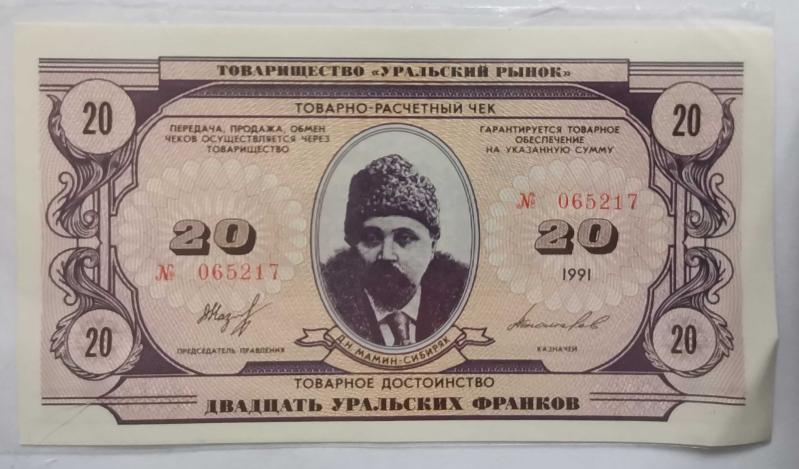 ТОВАРИЩЕСТВО «УРАЛЬСКИЙ РЫНОК»
ТОВАРНО-РАСЧЕТНЫЙ ЧЕК
20
20
ПЕРЕДАЧА, ПРОДАЖА, ОБМЕН
ЧЕКОВ ОСУЩЕСТВЛЯЕТСЯ ЧЕРЕЗ
ТОВАРИЩЕСТВО
ГАРАНТИРУЕТСЯ ТОВАРНОЕ
ОБЕСПЕЧЕНИЕ
НА УКАЗАННУЮ СУММУ
№ 065217
20
20
№ 065217
1991
20
20
Д.Н. МАМИН-СИБИРЯК
ПРЕДСЕДАТЕЛЬ ПРАВЛЕНИЯ
КАЗНАЧЕЙ
ТОВАРНОЕ ДОСТОИНСТВО
ДВАДЦАТЬ УРАЛЬСКИХ ФРАНКОВ